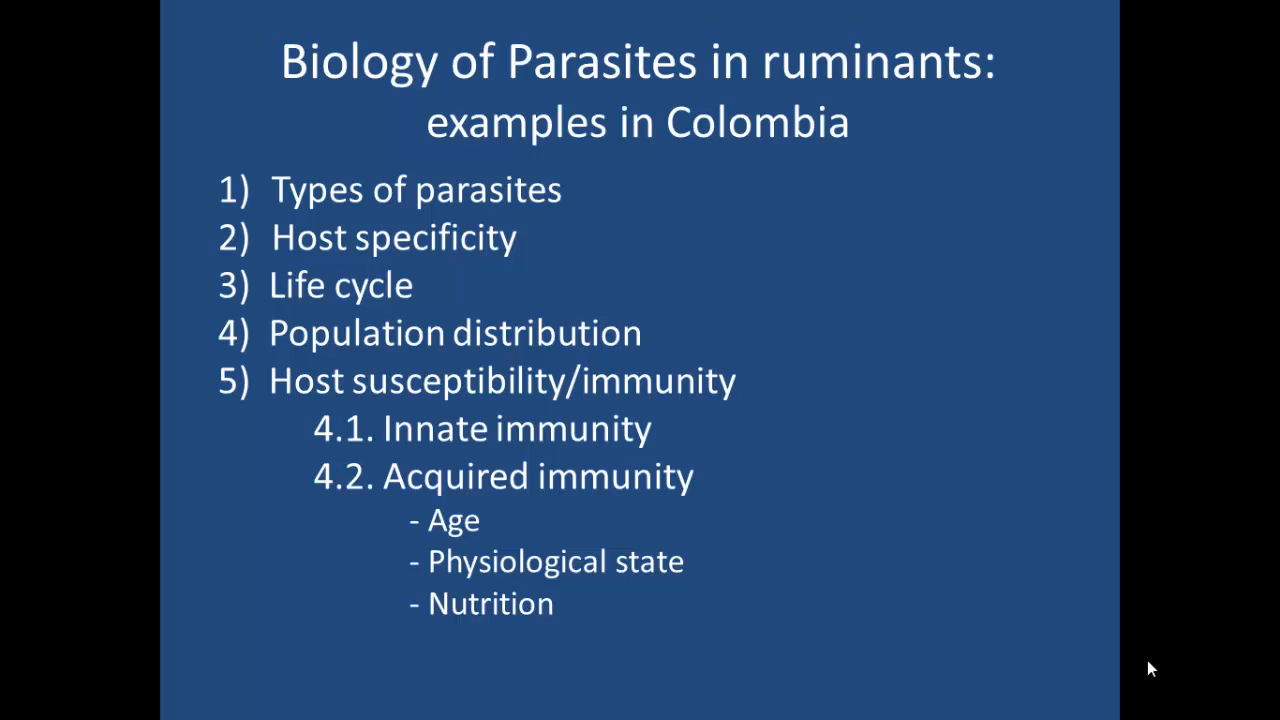 Biology of Parasites in ruminants:
examples in Colombia
1) Types of parasites
2) Host specificity
3) Life cycle
4) Population distribution
5) Host susceptibility/immunity
4.1. Innate immunity
4.2. Acquired immunity
- Age
- Physiological state
- Nutrition